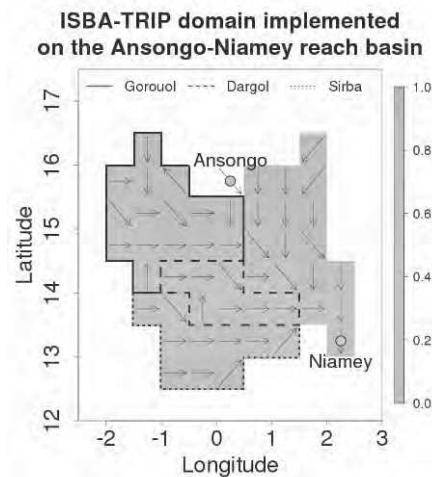 ISBA-TRIP domain implemented
on the Ansongo-Niamey reach basin
Gorouol Dargol Sirba
Ansongo
Niamey
Latitude
17
16
15
14
13
12
-2 -1 0 1 2 3
Longitude
1.0
0.8
0.6
0.4
0.2
0.0